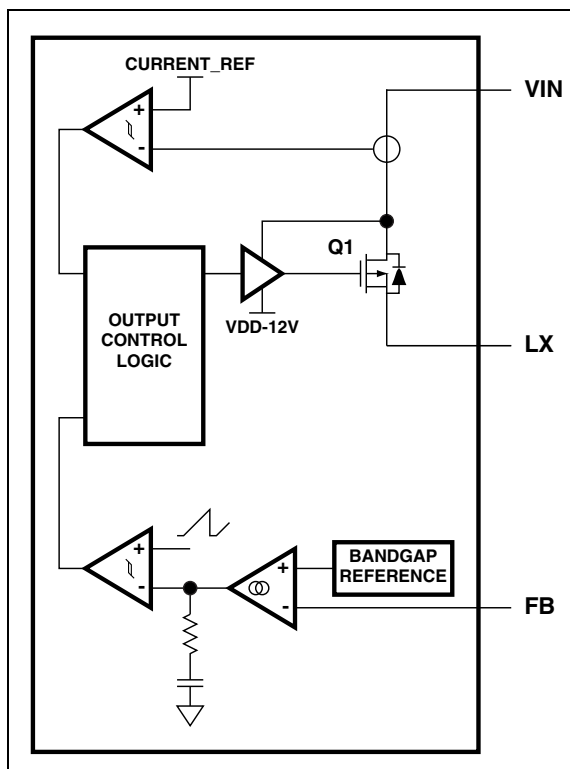 CURRENT_REF
VIN
+
-
Q1
OUTPUT
CONTROL
LOGIC
VDD-12V
LX
+
-
+
-
BANDGAP
REFERENCE
FB